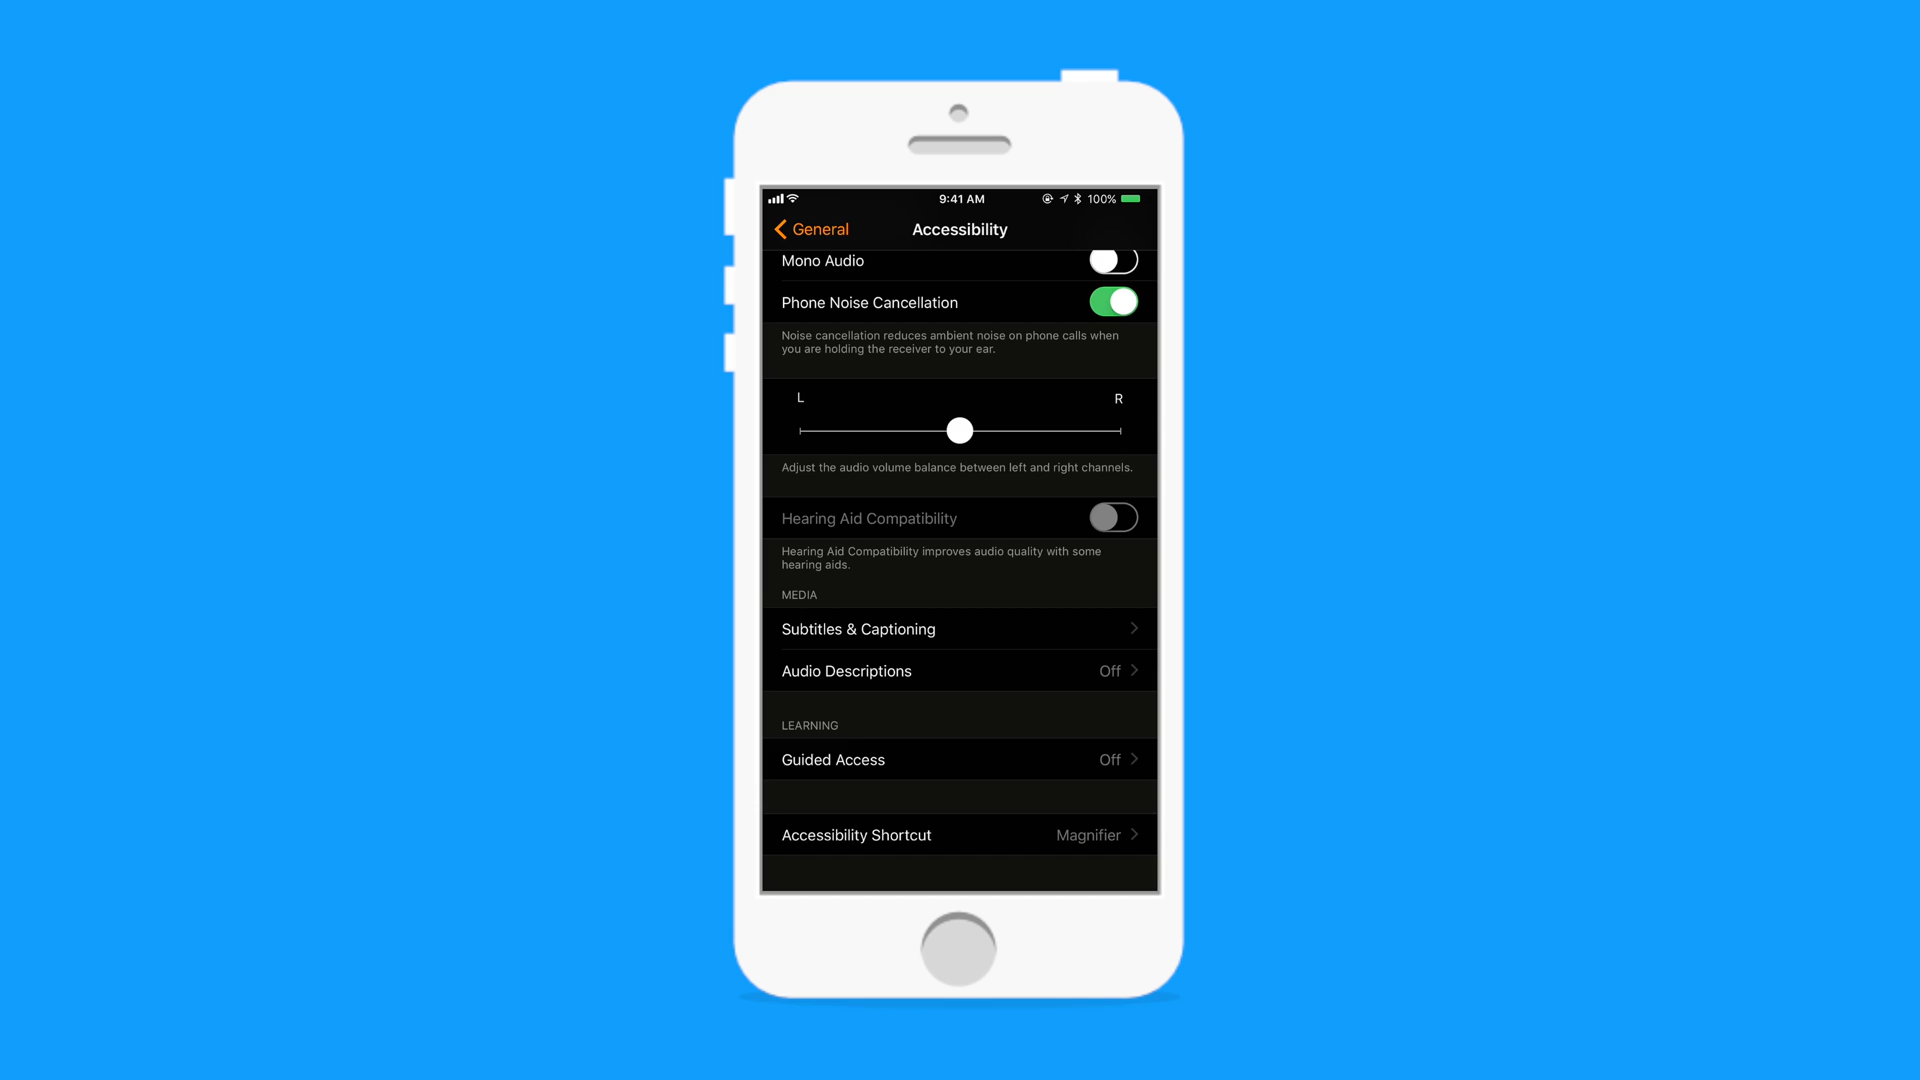 9:41 AM 100%
General Accessibility
Mono Audio
Phone Noise Cancellation
Noise cancellation reduces ambient noise on phone calls when
you are holding the receiver to your ear.
L R
Adjust the audio volume balance between left and right channels.
Hearing Aid Compatibility
Hearing Aid Compatibility improves audio quality with some
hearing aids.
MEDIA
Subtitles & Captioning
Audio Descriptions Off
LEARNING
Guided Access Off
Accessibility Shortcut Magnifier